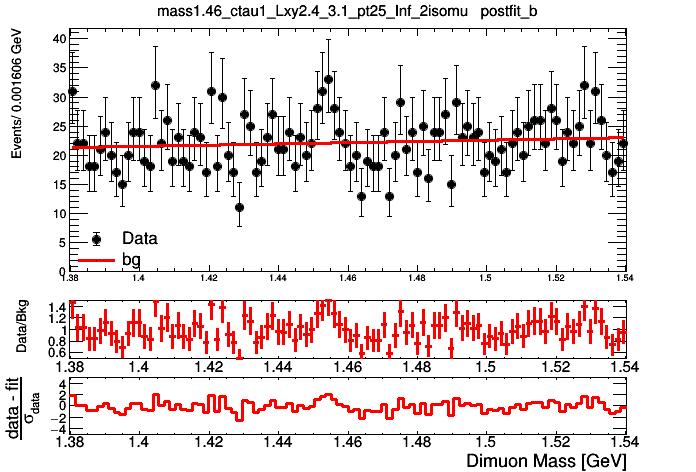 mass1.46_ctau1_Lxy2.4_3.1_pt25_Inf_2isomu postfit_b
Events/ 0.001606 GeV
40
35
30
25
20
15
10
5
0
Data
bg
1.38 1.4 1.42 1.44 1.46 1.48 1.5 1.52 1.54
Data/Bkg
1.4
1.2
1
0.8
0.6
1.38 1.4 1.42 1.44 1.46 1.48 1.5 1.52 1.54
data - fit
σdata
4
2
0
−2
−4
1.38 1.4 1.42 1.44 1.46 1.48 1.5 1.52 1.54
Dimuon Mass [GeV]